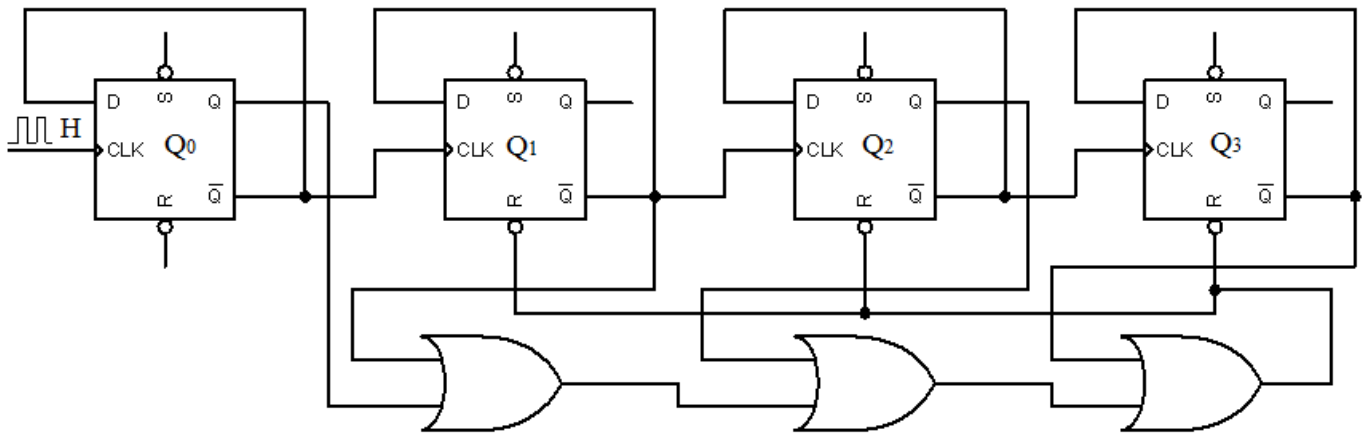 S S S S
D Q D Q D Q D Q
H CLK Q0 CLK Q1 CLK Q2 CLK Q3
R Q̅ R Q̅ R Q̅ R Q̅